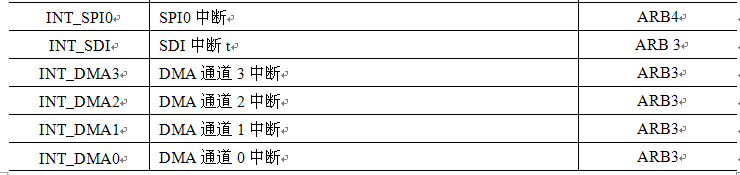 INT_SPI0 SPI0 中断 ARB4
INT_SDI SDI 中断 t ARB 3
INT_DMA3 DMA 通道 3 中断 ARB3
INT_DMA2 DMA 通道 2 中断 ARB3
INT_DMA1 DMA 通道 1 中断 ARB3
INT_DMA0 DMA 通道 0 中断 ARB3